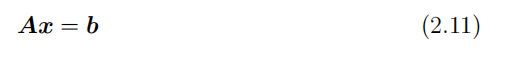 Ax = b (2.11)